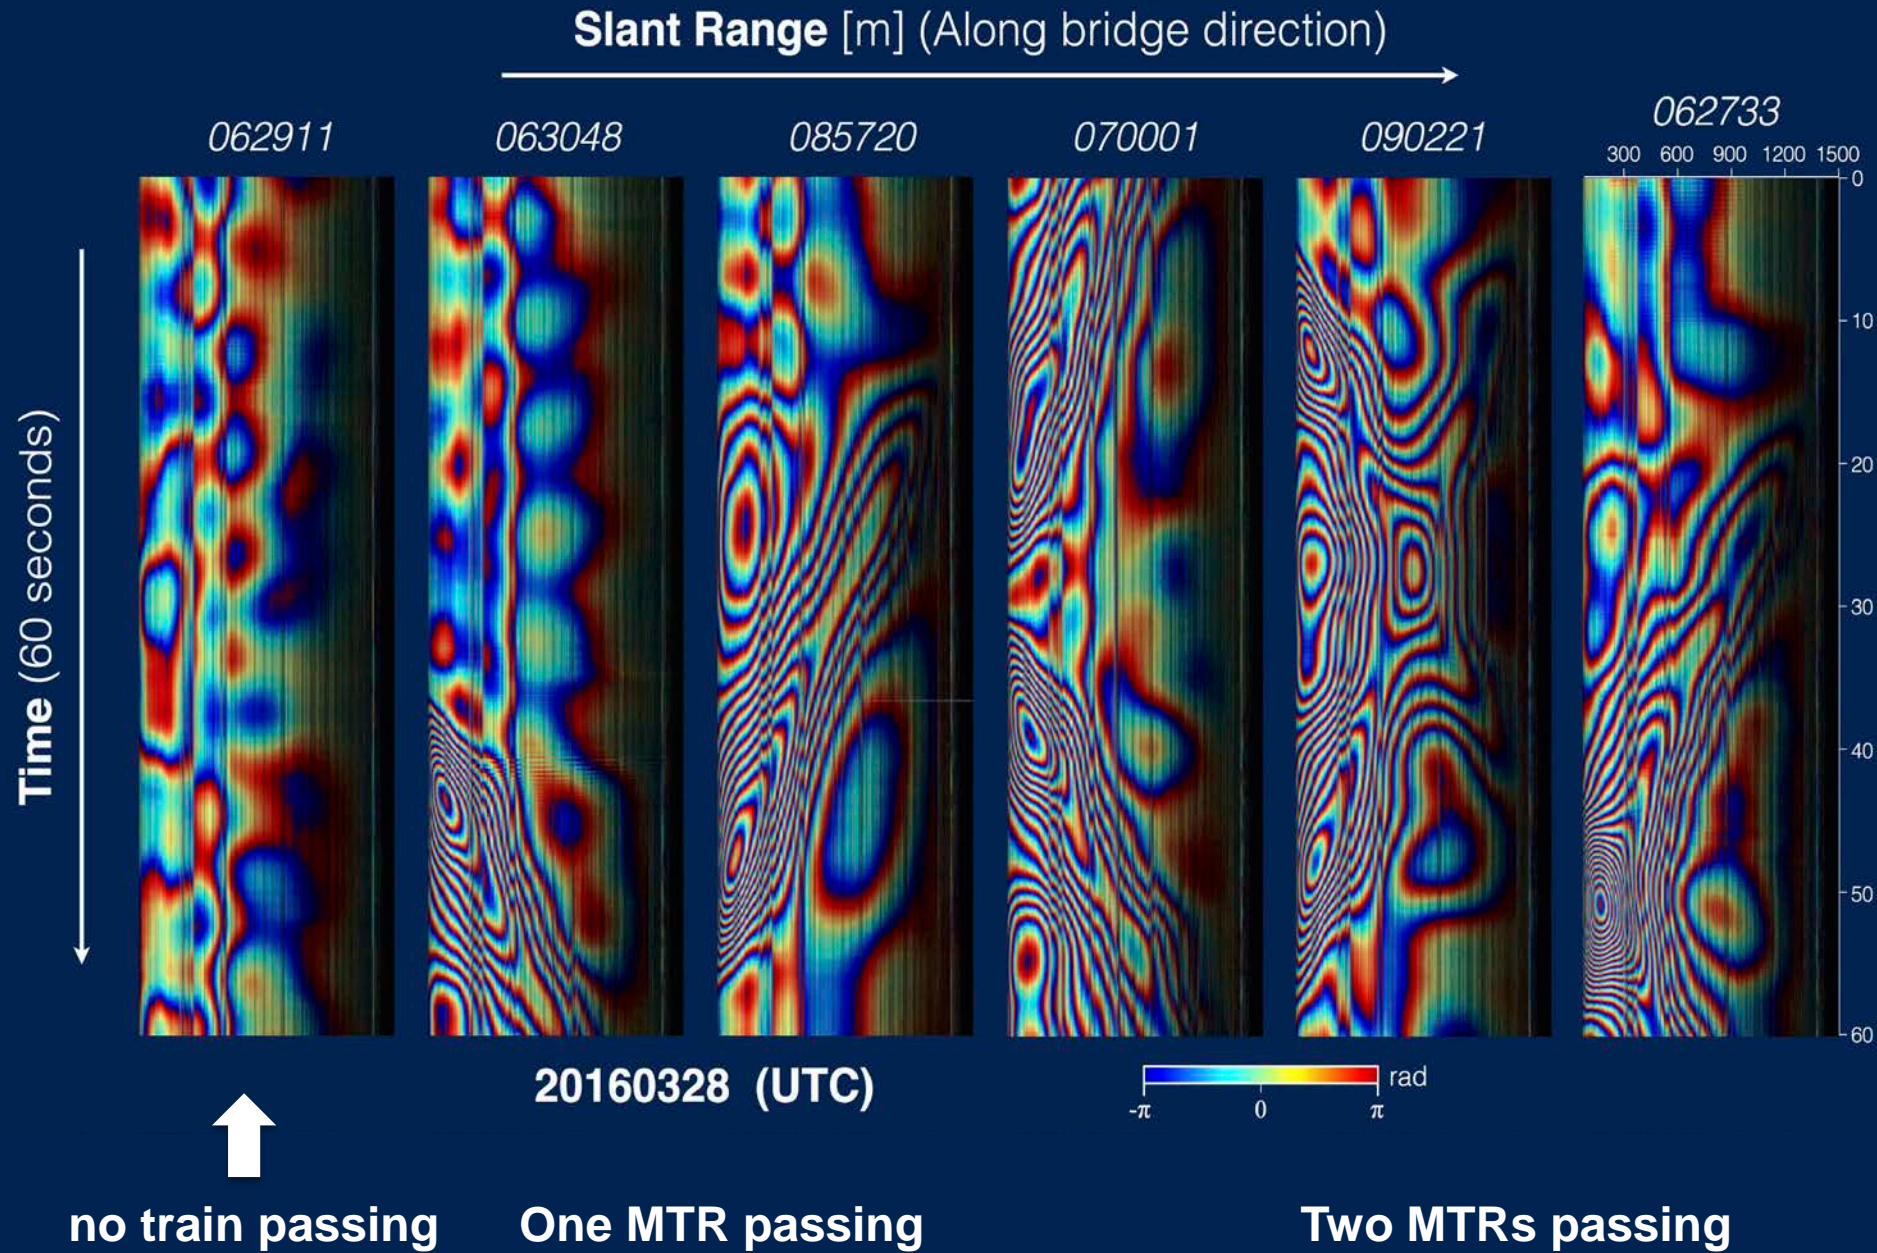 Slant Range [m] (Along bridge direction)
062911
063048
085720
070001
090221
062733
300 600 900 1200 1500
0
10
20
30
40
50
60
Time (60 seconds)
20160328 (UTC)
rad
-π 0 π
no train passing
One MTR passing
Two MTRs passing